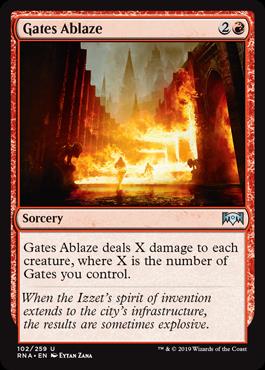 Gates Ablaze 2
Sorcery
Gates Ablaze deals X damage to each
creature, where X is the number of
Gates you control.
When the Izzet's spirit of invention
extends to the city's infrastructure,
the results are sometimes explosive.
102/259 U
RNA • EN Eytan Zana
™ & © 2019 Wizards of the Coast